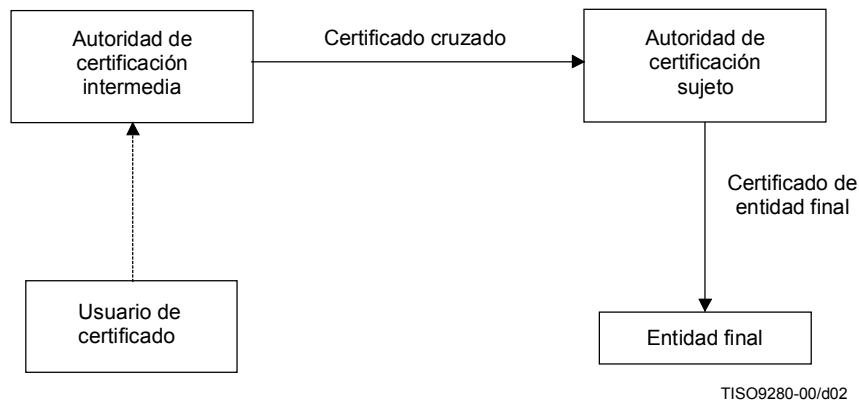 Autoridad de
certificación
intermedia
Certificado cruzado
Autoridad de
certificación
sujeto
Certificado de
entidad final
Usuario de
certificado
Entidad final
TISO9280-00/d02